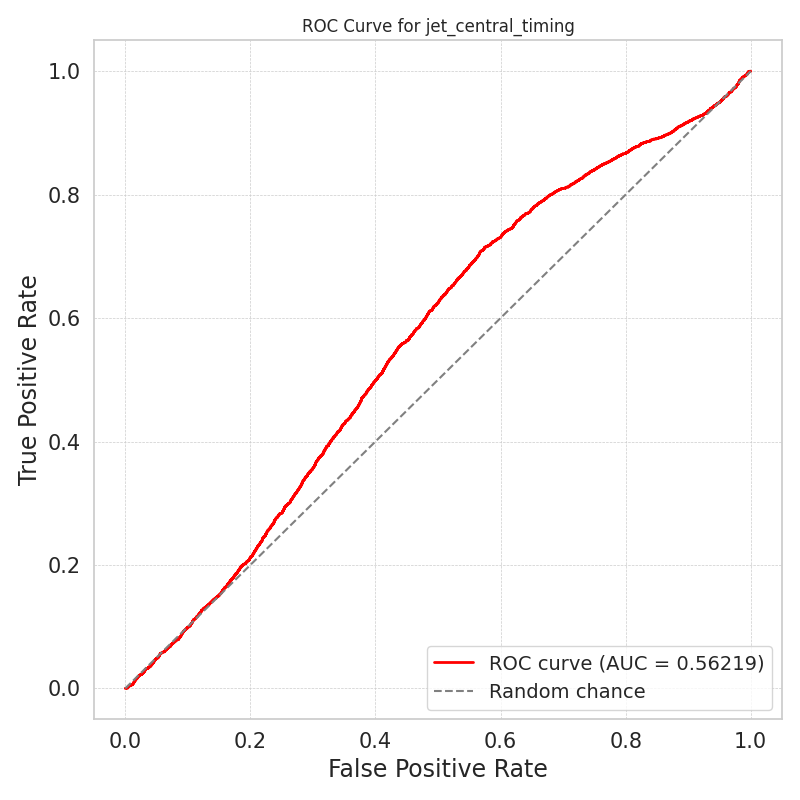 ROC Curve for jet_central_timing
True Positive Rate
1.0
0.8
0.6
0.4
0.2
0.0
ROC curve (AUC = 0.56219)
Random chance
0.0 0.2 0.4 0.6 0.8 1.0
False Positive Rate